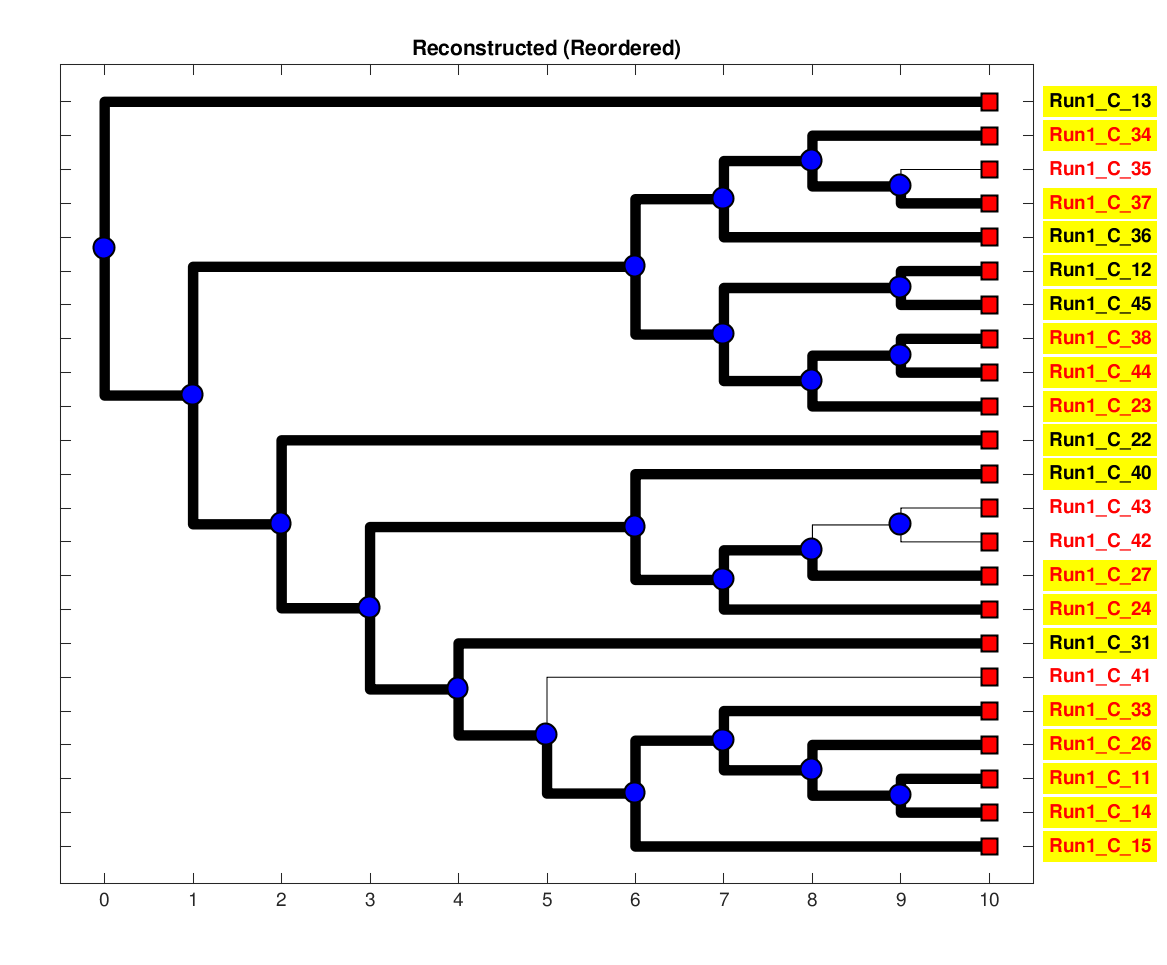 Reconstructed (Reordered)
Run1_C_13
Run1_C_34
Run1_C_35
Run1_C_37
Run1_C_36
Run1_C_12
Run1_C_45
Run1_C_38
Run1_C_44
Run1_C_23
Run1_C_22
Run1_C_40
Run1_C_43
Run1_C_42
Run1_C_27
Run1_C_24
Run1_C_31
Run1_C_41
Run1_C_33
Run1_C_26
Run1_C_11
Run1_C_14
Run1_C_15
0 1 2 3 4 5 6 7 8 9 10